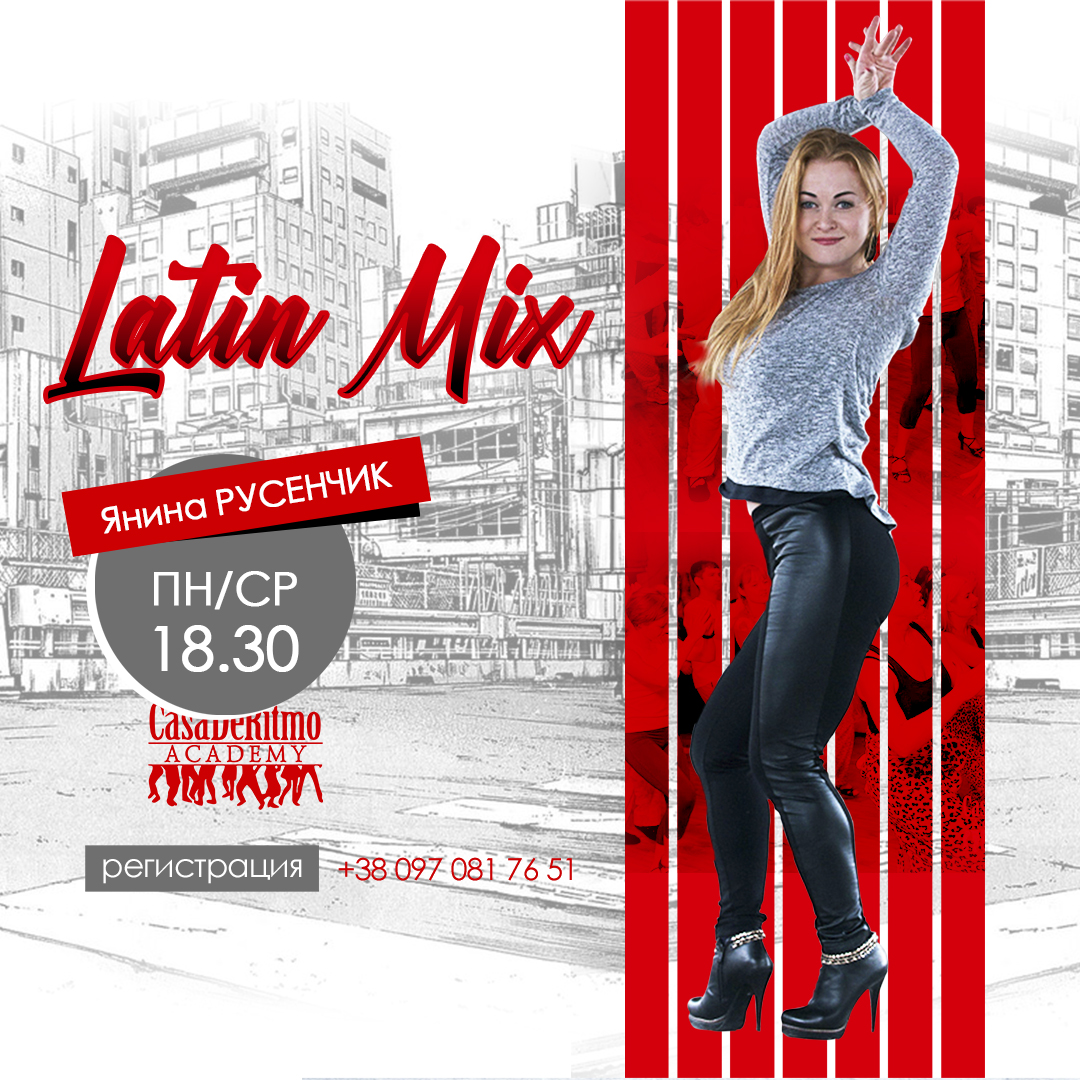 Latin Mix
Янина РУСЕНЧИК
ПН/СР
18.30
CasaDeRitmo
ACADEMY
регистрация +38 097 081 76 51